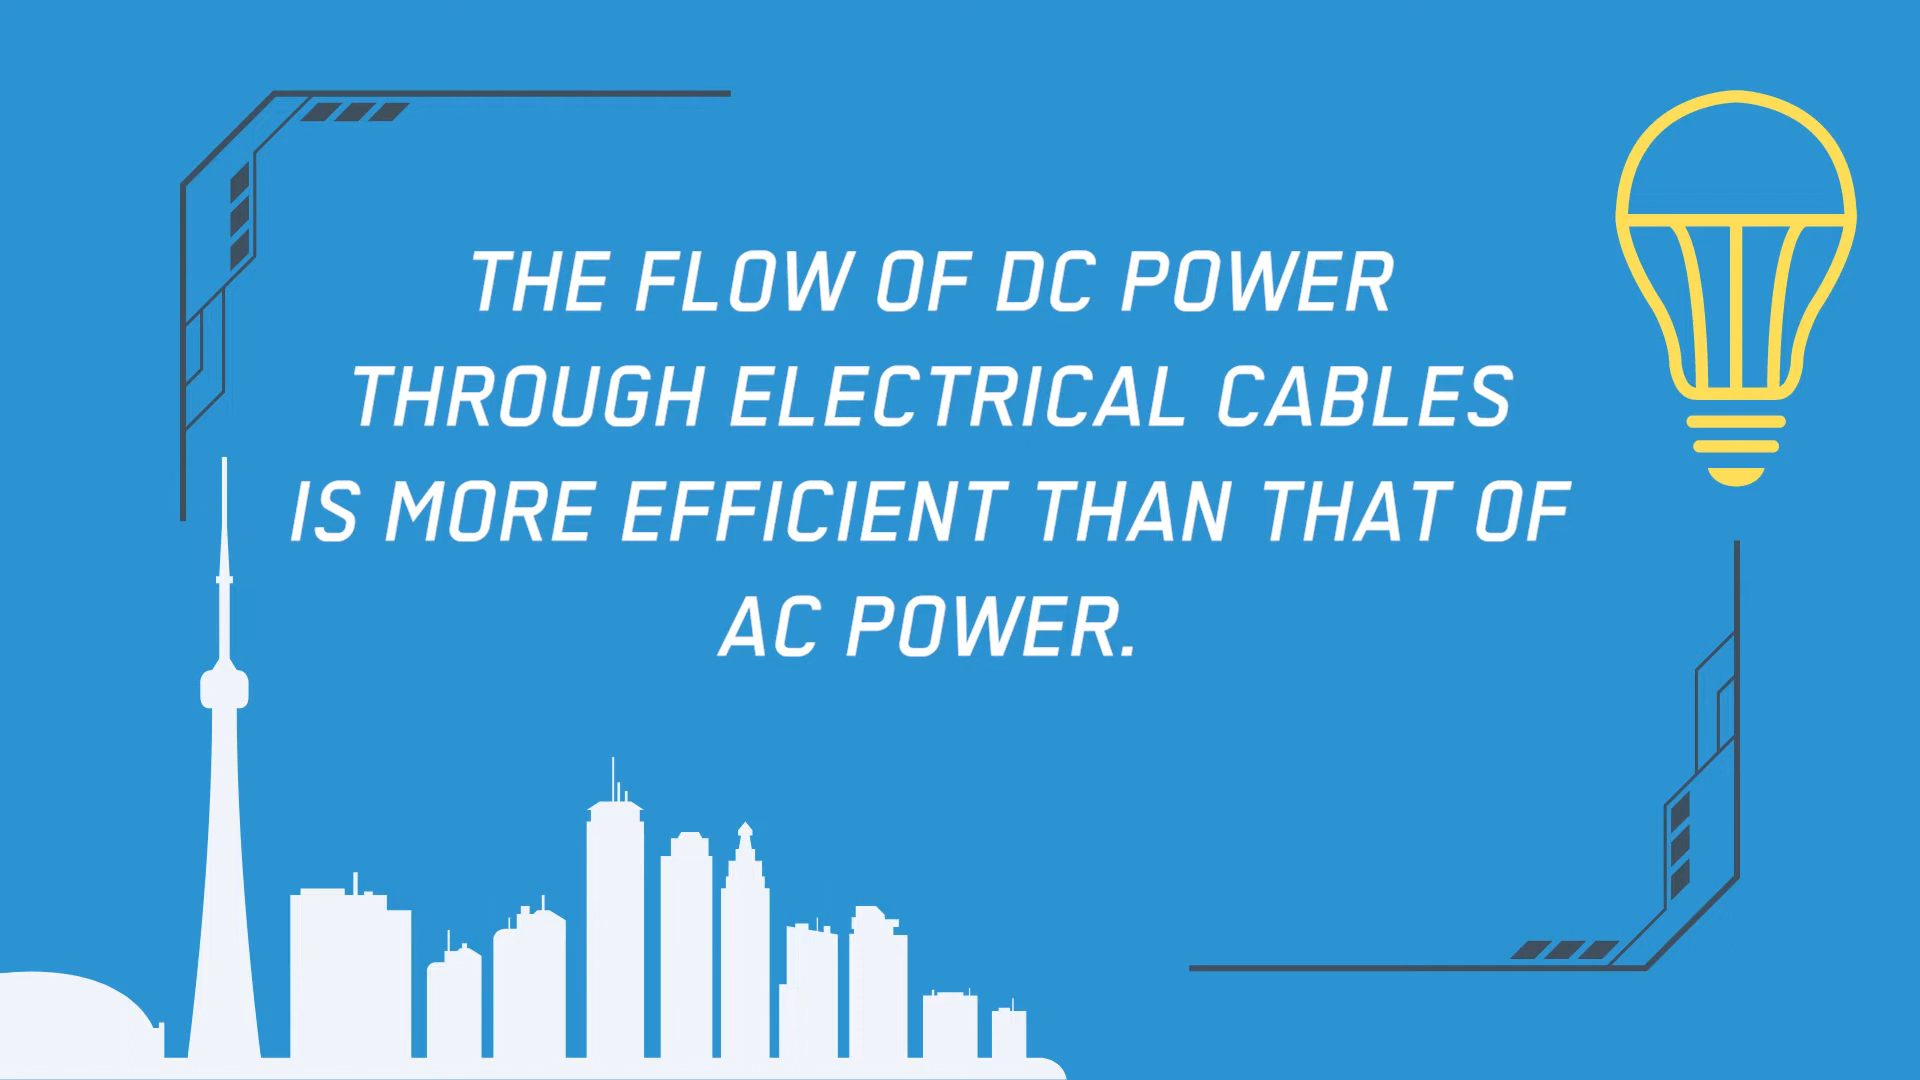 THE FLOW OF DC POWER
THROUGH ELECTRICAL CABLES
IS MORE EFFICIENT THAN THAT OF
AC POWER.